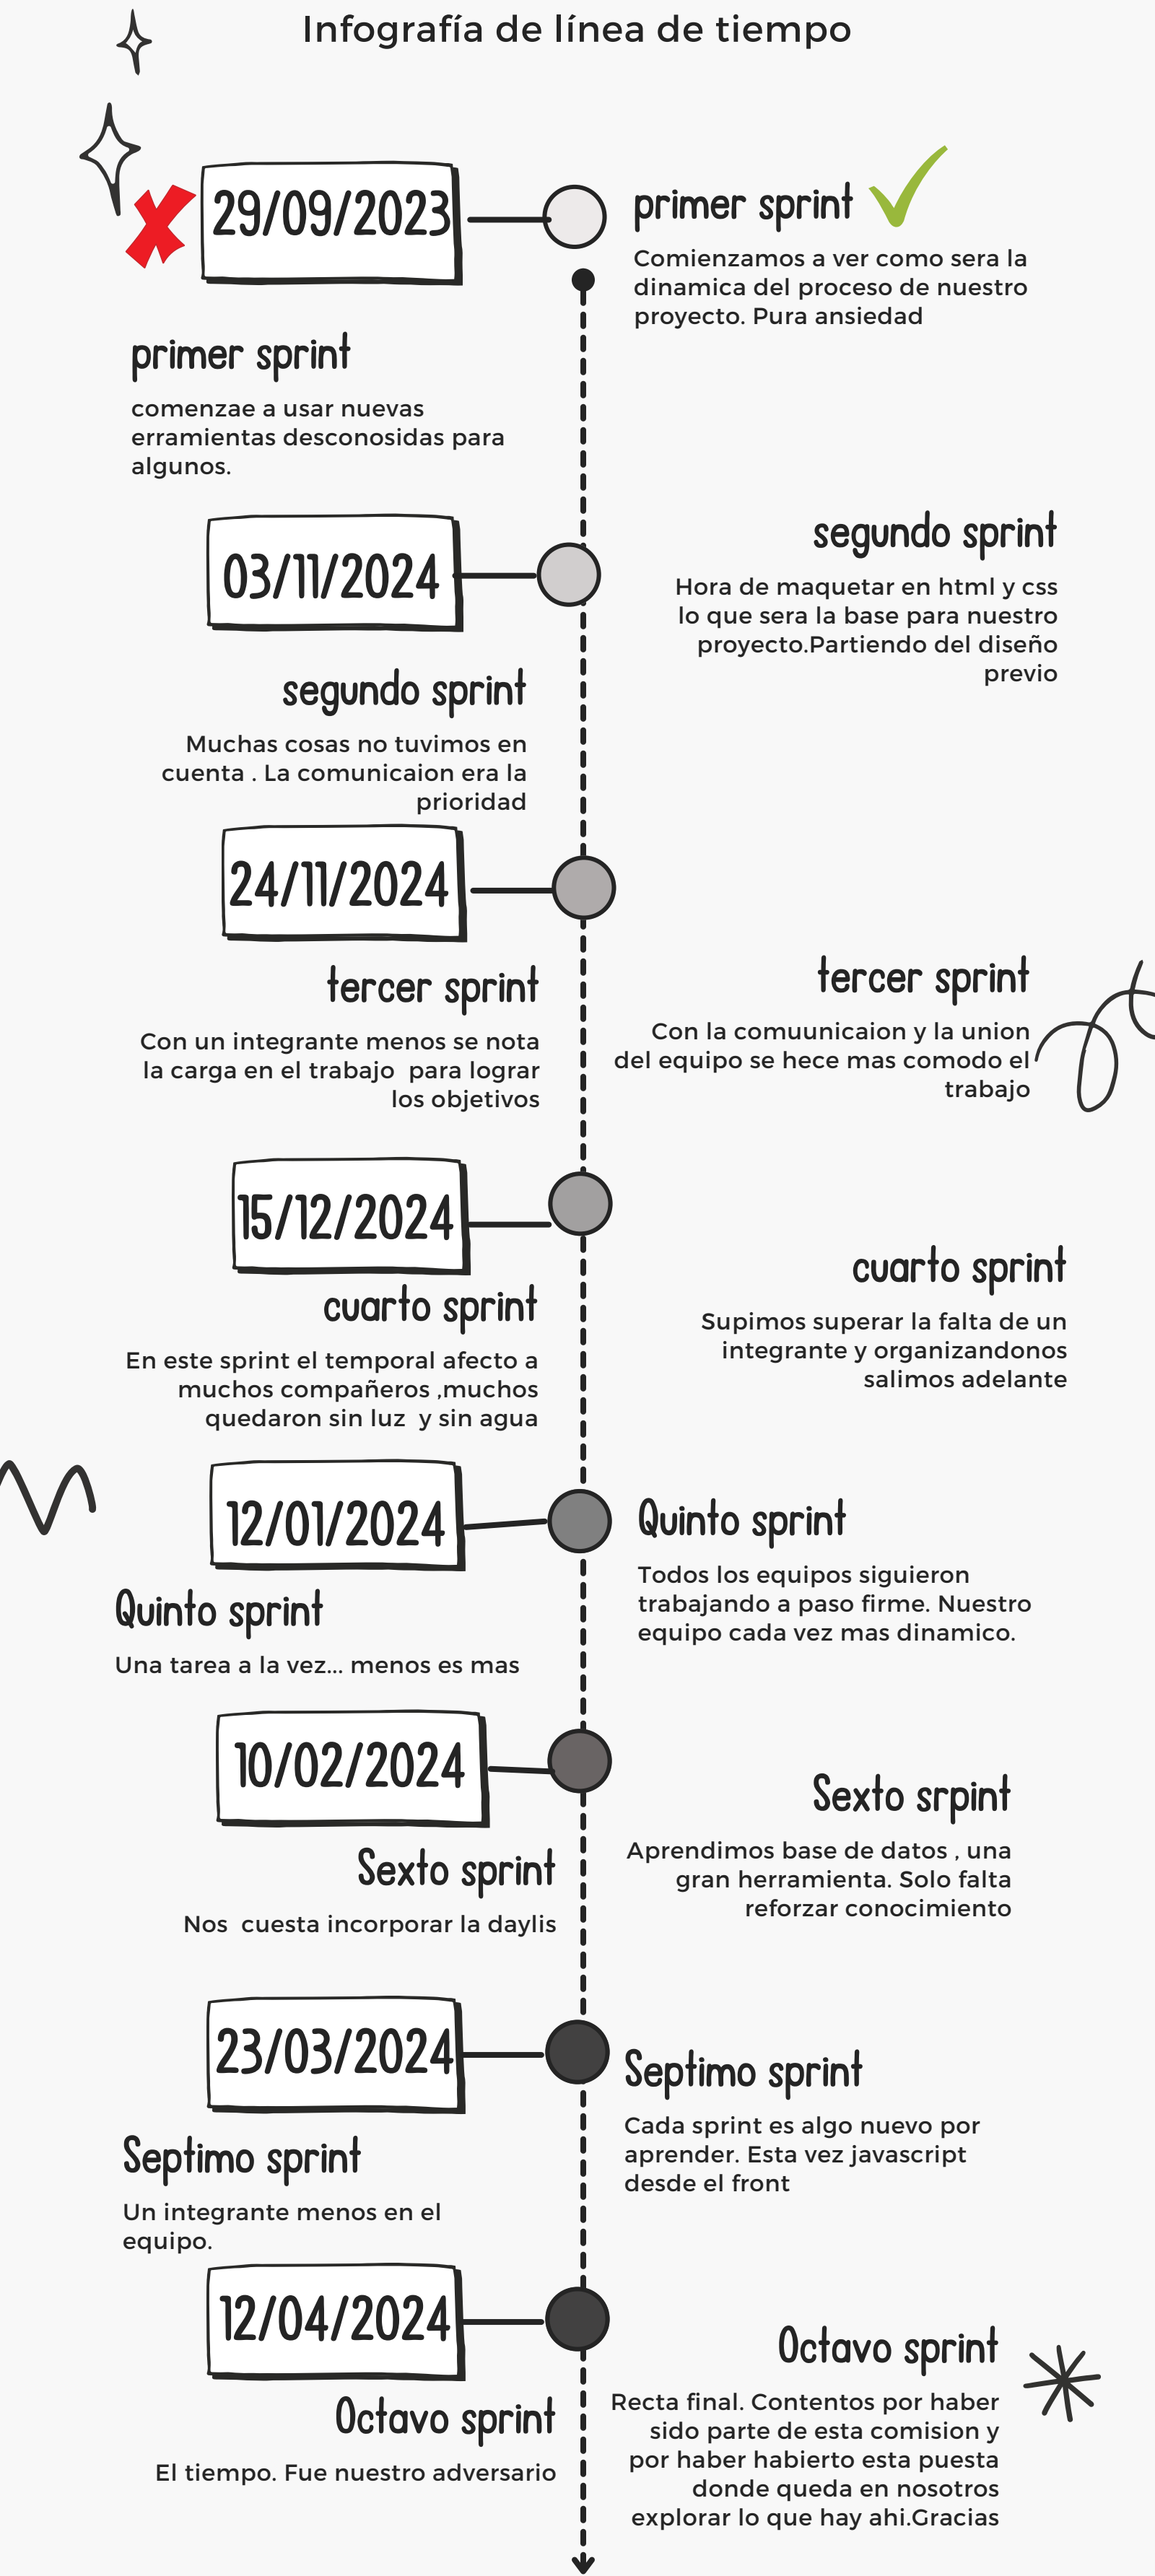 Infografía de línea de tiempo
29/09/2023
primer sprint
Comienzamos a ver como sera la
dinamica del proceso de nuestro
proyecto. Pura ansiedad
primer sprint
comenzae a usar nuevas
erramientas desconosidas para
algunos.
03/11/2024
segundo sprint
Hora de maquetar en html y css
lo que sera la base para nuestro
proyecto.Partiendo del diseño
previo
segundo sprint
Muchas cosas no tuvimos en
cuenta . La comunicaion era la
prioridad
24/11/2024
tercer sprint
Con un integrante menos se nota
la carga en el trabajo  para lograr
los objetivos
tercer sprint
Con la comuunicaion y la union
del equipo se hece mas comodo el
trabajo
15/12/2024
cuarto sprint
Supimos superar la falta de un
integrante y organizandonos
salimos adelante
cuarto sprint
En este sprint el temporal afecto a
muchos compañeros ,muchos
quedaron sin luz  y sin agua
12/01/2024
Quinto sprint
Todos los equipos siguieron
trabajando a paso firme. Nuestro
equipo cada vez mas dinamico.
Quinto sprint
Una tarea a la vez... menos es mas
10/02/2024
Sexto srpint
Aprendimos base de datos , una
gran herramienta. Solo falta
reforzar conocimiento
Sexto sprint
Nos  cuesta incorporar la daylis
23/03/2024
Septimo sprint
Cada sprint es algo nuevo por
aprender. Esta vez javascript
desde el front
Septimo sprint
Un integrante menos en el
equipo.
12/04/2024
Octavo sprint
Recta final. Contentos por haber
sido parte de esta comision y
por haber habierto esta puesta
donde queda en nosotros
explorar lo que hay ahi.Gracias
Octavo sprint
El tiempo. Fue nuestro adversario